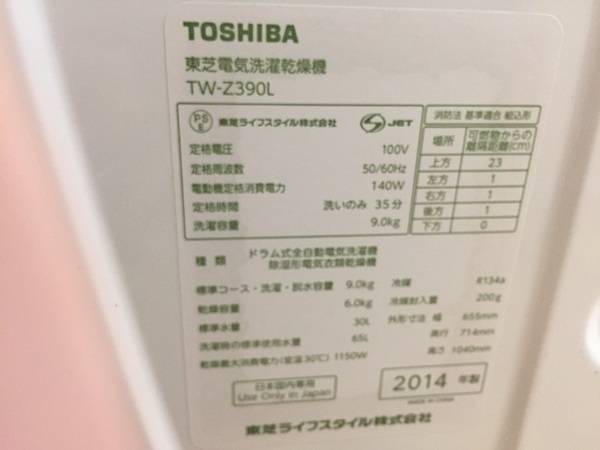 TOSHIBA
東芝電気洗濯乾燥機
TW-Z390L
PS E 東芝ライフスタイル株式会社 S JET
定格電圧 100V
定格周波数 50/60Hz
電動機定格消費電力 140W
定格時間 洗いのみ 35分
洗濯容量 9.0kg
消防法 基準適合 組込形
場所 可燃物からの離隔距離(cm)
上方 23
左方 1
右方 1
後方 1
下方 0
種類 ドラム式全自動電気洗濯機
除湿形電気衣類乾燥機
標準コース・洗濯・脱水容量 9.0kg
乾燥容量 6.0kg
標準水量 30L
洗濯時の標準使用水量 65L
乾燥最大消費電力(室温30℃) 1150W
冷媒 R134a
冷媒封入量 200g
外形寸法 幅 655mm
奥行 714mm
高さ 1040mm
日本国内専用
Use Only in Japan
2014 年製
MADE IN CHINA
東芝ライフスタイル株式会社